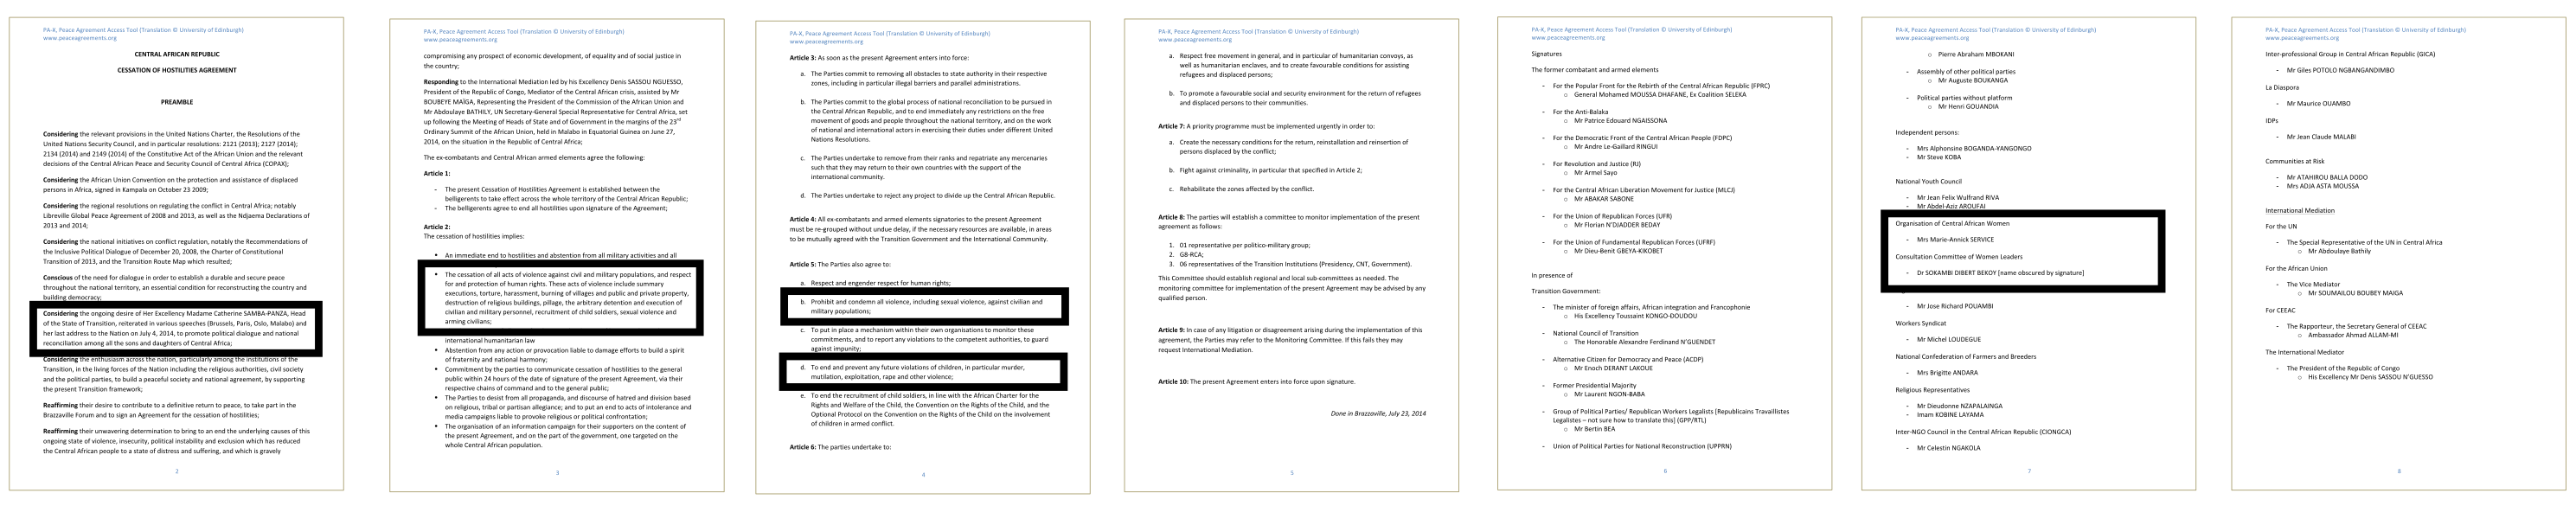 PA-X, Peace Agreement Access Tool (Translation © University of Edinburgh)
www.peaceagreements.org
CENTRAL AFRICAN REPUBLIC
CESSATION OF HOSTILITIES AGREEMENT
PREAMBLE
Considering the relevant provisions in the United Nations Charter, the Resolutions of the
United Nations Security Council, and in particular resolutions: 2121 (2013); 2127 (2014);
2134 (2014) and 2149 (2014) of the Constitutive Act of the African Union and the relevant
decisions of the Central African Peace and Security Council of Central Africa (COPAX);
Considering the African Union Convention on the protection and assistance of displaced
persons in Africa, signed in Kampala on October 23 2009;
Considering the regional resolutions on regulating the conflict in Central Africa; notably
Libreville Global Peace Agreement of 2008 and 2013, as well as the Ndjaema Declarations of
2013 and 2014;
Considering the national initiatives on conflict regulation, notably the Recommendations of
the Inclusive Political Dialogue of December 20, 2008, the Charter of Constitutional
Transition of 2013, and the Transition Route Map which resulted;
Conscious of the need for dialogue in order to establish a durable and secure peace
throughout the national territory, an essential condition for reconstructing the country and
building democracy;
Considering the ongoing desire of Her Excellency Madame Catherine SAMBA-PANZA, Head
of the State of Transition, reiterated in various speeches (Brussels, Paris, Oslo, Malabo) and
her last address to the Nation on July 4, 2014, to promote political dialogue and national
reconciliation among all the sons and daughters of Central Africa;
Considering the enthusiasm across the nation, particularly among the institutions of the
Transition, in the living forces of the Nation including the religious authorities, civil society
and the political parties, to build a peaceful society and national agreement, by supporting
the present Transition framework;
Reaffirming their desire to contribute to a definitive return to peace, to take part in the
Brazzaville Forum and to sign an Agreement for the cessation of hostilities;
Reaffirming their unwavering determination to bring to an end the underlying causes of this
ongoing state of violence, insecurity, political instability and exclusion which has reduced
the Central African people to a state of distress and suffering, and which is gravely
2
PA-X, Peace Agreement Access Tool (Translation © University of Edinburgh)
www.peaceagreements.org
compromising any prospect of economic development, of equality and of social justice in
the country;
Responding to the International Mediation led by his Excellency Denis SASSOU NGUESSO,
President of the Republic of Congo, Mediator of the Central African crisis, assisted by Mr
BOUBEYE MAÏGA, Representing the President of the Commission of the African Union and
Mr Abdoulaye BATHILY, UN Secretary-General Special Representative for Central Africa, set
up following the Meeting of Heads of State and of Government in the margins of the 23rd
Ordinary Summit of the African Union, held in Malabo in Equatorial Guinea on June 27,
2014, on the situation in the Republic of Central Africa;
The ex-combatants and Central African armed elements agree the following:
Article 1:
- The present Cessation of Hostilities Agreement is established between the
belligerents to take effect across the whole territory of the Central African Republic;
- The belligerents agree to end all hostilities upon signature of the Agreement;
Article 2:
The cessation of hostilities implies:
• An immediate end to hostilities and abstention from all military activities and all
• The cessation of all acts of violence against civil and military populations, and respect
for and protection of human rights. These acts of violence include summary
executions, torture, harassment, burning of villages and public and private property,
destruction of religious buildings, pillage, the arbitrary detention and execution of
civilian and military personnel, recruitment of child soldiers, sexual violence and
arming civilians;
international humanitarian law
• Abstention from any action or provocation liable to damage efforts to build a spirit
of fraternity and national harmony;
• Commitment by the parties to communicate cessation of hostilities to the general
public within 24 hours of the date of signature of the present Agreement, via their
respective chains of command and to the general public;
• The Parties to desist from all propaganda, and discourse of hatred and division based
on religious, tribal or partisan allegiance; and to put an end to acts of intolerance and
media campaigns liable to provoke religious or political confrontation;
• The organisation of an information campaign for their supporters on the content of
the present Agreement, and on the part of the government, one targeted on the
whole Central African population.
3
PA-X, Peace Agreement Access Tool (Translation © University of Edinburgh)
www.peaceagreements.org
Article 3: As soon as the present Agreement enters into force:
a. The Parties commit to removing all obstacles to state authority in their respective
zones, including in particular illegal barriers and parallel administrations.
b. The Parties commit to the global process of national reconciliation to be pursued in
the Central African Republic, and to end immediately any restrictions on the free
movement of goods and people throughout the national territory, and on the work
of national and international actors in exercising their duties under different United
Nations Resolutions.
c. The Parties undertake to remove from their ranks and repatriate any mercenaries
such that they may return to their own countries with the support of the
international community.
d. The Parties undertake to reject any project to divide up the Central African Republic.
Article 4: All ex-combatants and armed elements signatories to the present Agreement
must be re-grouped without undue delay, if the necessary resources are available, in areas
to be mutually agreed with the Transition Government and the International Community.
Article 5: The Parties also agree to:
a. Respect and engender respect for human rights;
b. Prohibit and condemn all violence, including sexual violence, against civilian and
military populations;
c. To put in place a mechanism within their own organisations to monitor these
commitments, and to report any violations to the competent authorities, to guard
against impunity;
d. To end and prevent any future violations of children, in particular murder,
mutilation, exploitation, rape and other violence;
e. To end the recruitment of child soldiers, in line with the African Charter for the
Rights and Welfare of the Child, the Convention on the Rights of the Child, and the
Optional Protocol on the Convention on the Rights of the Child on the involvement
of children in armed conflict.
Article 6: The parties undertake to:
4
PA-X, Peace Agreement Access Tool (Translation © University of Edinburgh)
www.peaceagreements.org
a. Respect free movement in general, and in particular of humanitarian convoys, as
well as humanitarian enclaves, and to create favourable conditions for assisting
refugees and displaced persons;
b. To promote a favourable social and security environment for the return of refugees
and displaced persons to their communities.
Article 7: A priority programme must be implemented urgently in order to:
a. Create the necessary conditions for the return, reinstallation and reinsertion of
persons displaced by the conflict;
b. Fight against criminality, in particular that specified in Article 2;
c. Rehabilitate the zones affected by the conflict.
Article 8: The parties will establish a committee to monitor implementation of the present
agreement as follows:
1. 01 representative per politico-military group;
2. G8-RCA;
3. 06 representatives of the Transition Institutions (Presidency, CNT, Government).
This Committee should establish regional and local sub-committees as needed. The
monitoring committee for implementation of the present Agreement may be advised by any
qualified person.
Article 9: In case of any litigation or disagreement arising during the implementation of this
agreement, the Parties may refer to the Monitoring Committee. If this fails they may
request International Mediation.
Article 10: The present Agreement enters into force upon signature.
Done in Brazzaville, July 23, 2014
5
PA-X, Peace Agreement Access Tool (Translation © University of Edinburgh)
www.peaceagreements.org
Signatures
The former combatant and armed elements
- For the Popular Front for the Rebirth of the Central African Republic (FPRC)
o General Mohamed MOUSSA DHAFANE, Ex Coalition SELEKA
- For the Anti-Balaka
o Mr Patrice Edouard NGAISSONA
- For the Democratic Front of the Central African People (FDPC)
o Mr Andre Le-Gaillard RINGUI
- For Revolution and Justice (RJ)
o Mr Armel Sayo
- For the Central African Liberation Movement for Justice (MLCJ)
o Mr ABAKAR SABONE
- For the Union of Republican Forces (UFR)
o Mr Florian N'DJADDER BEDAY
- For the Union of Fundamental Republican Forces (UFRF)
o Mr Dieu-Benit GBEYA-KIKOBET
In presence of
Transition Government:
- The minister of foreign affairs, African integration and Francophonie
o His Excellency Toussaint KONGO-DOUDOU
- National Council of Transition
o The Honorable Alexandre Ferdinand N'GUENDET
- Alternative Citizen for Democracy and Peace (ACDP)
o Mr Enoch DERANT LAKOUE
- Former Presidential Majority
o Mr Laurent NGON-BABA
- Group of Political Parties/ Republican Workers Legalists [Republicains Travaillistes
Legalistes – not sure how to translate this] (GPP/RTL)
o Mr Bertin BEA
- Union of Political Parties for National Reconstruction (UPPRN)
6
PA-X, Peace Agreement Access Tool (Translation © University of Edinburgh)
www.peaceagreements.org
o Pierre Abraham MBOKANI
- Assembly of other political parties
o Mr Auguste BOUKANGA
- Political parties without platform
o Mr Henri GOUANDIA
Independent persons:
- Mrs Alphonsine BOGANDA-YANGONGO
- Mr Steve KOBA
National Youth Council
- Mr Jean Felix Wulfrand RIVA
- Mr Abdel-Aziz AROUFAI
Organisation of Central African Women
- Mrs Marie-Annick SERVICE
Consultation Committee of Women Leaders
- Dr SOKAMBI DIBERT BEKOY [name obscured by signature]
- Mr Jose Richard POUAMBI
Workers Syndicat
- Mr Michel LOUDEGUE
National Confederation of Farmers and Breeders
- Mrs Brigitte ANDARA
Religious Representatives
- Mr Dieudonne NZAPALAINGA
- Imam KOBINE LAYAMA
Inter-NGO Council in the Central African Republic (CIONGCA)
- Mr Celestin NGAKOLA
7
PA-X, Peace Agreement Access Tool (Translation © University of Edinburgh)
www.peaceagreements.org
Inter-professional Group in Central African Republic (GICA)
- Mr Giles POTOLO NGBANGANDIMBO
La Diaspora
- Mr Maurice OUAMBO
IDPs
- Mr Jean Claude MALABI
Communities at Risk
- Mr ATAHIROU BALLA DODO
- Mrs ADJA ASTA MOUSSA
International Mediation
For the UN
- The Special Representative of the UN in Central Africa
o Mr Abdoulaye Bathily
For the African Union
- The Vice Mediator
o Mr SOUMAILOU BOUBEY MAIGA
For CEEAC
- The Rapporteur, the Secretary General of CEEAC
o Ambassador Ahmad ALLAM-MI
The International Mediator
- The President of the Republic of Congo
o His Excellency Mr Denis SASSOU N'GUESSO
8